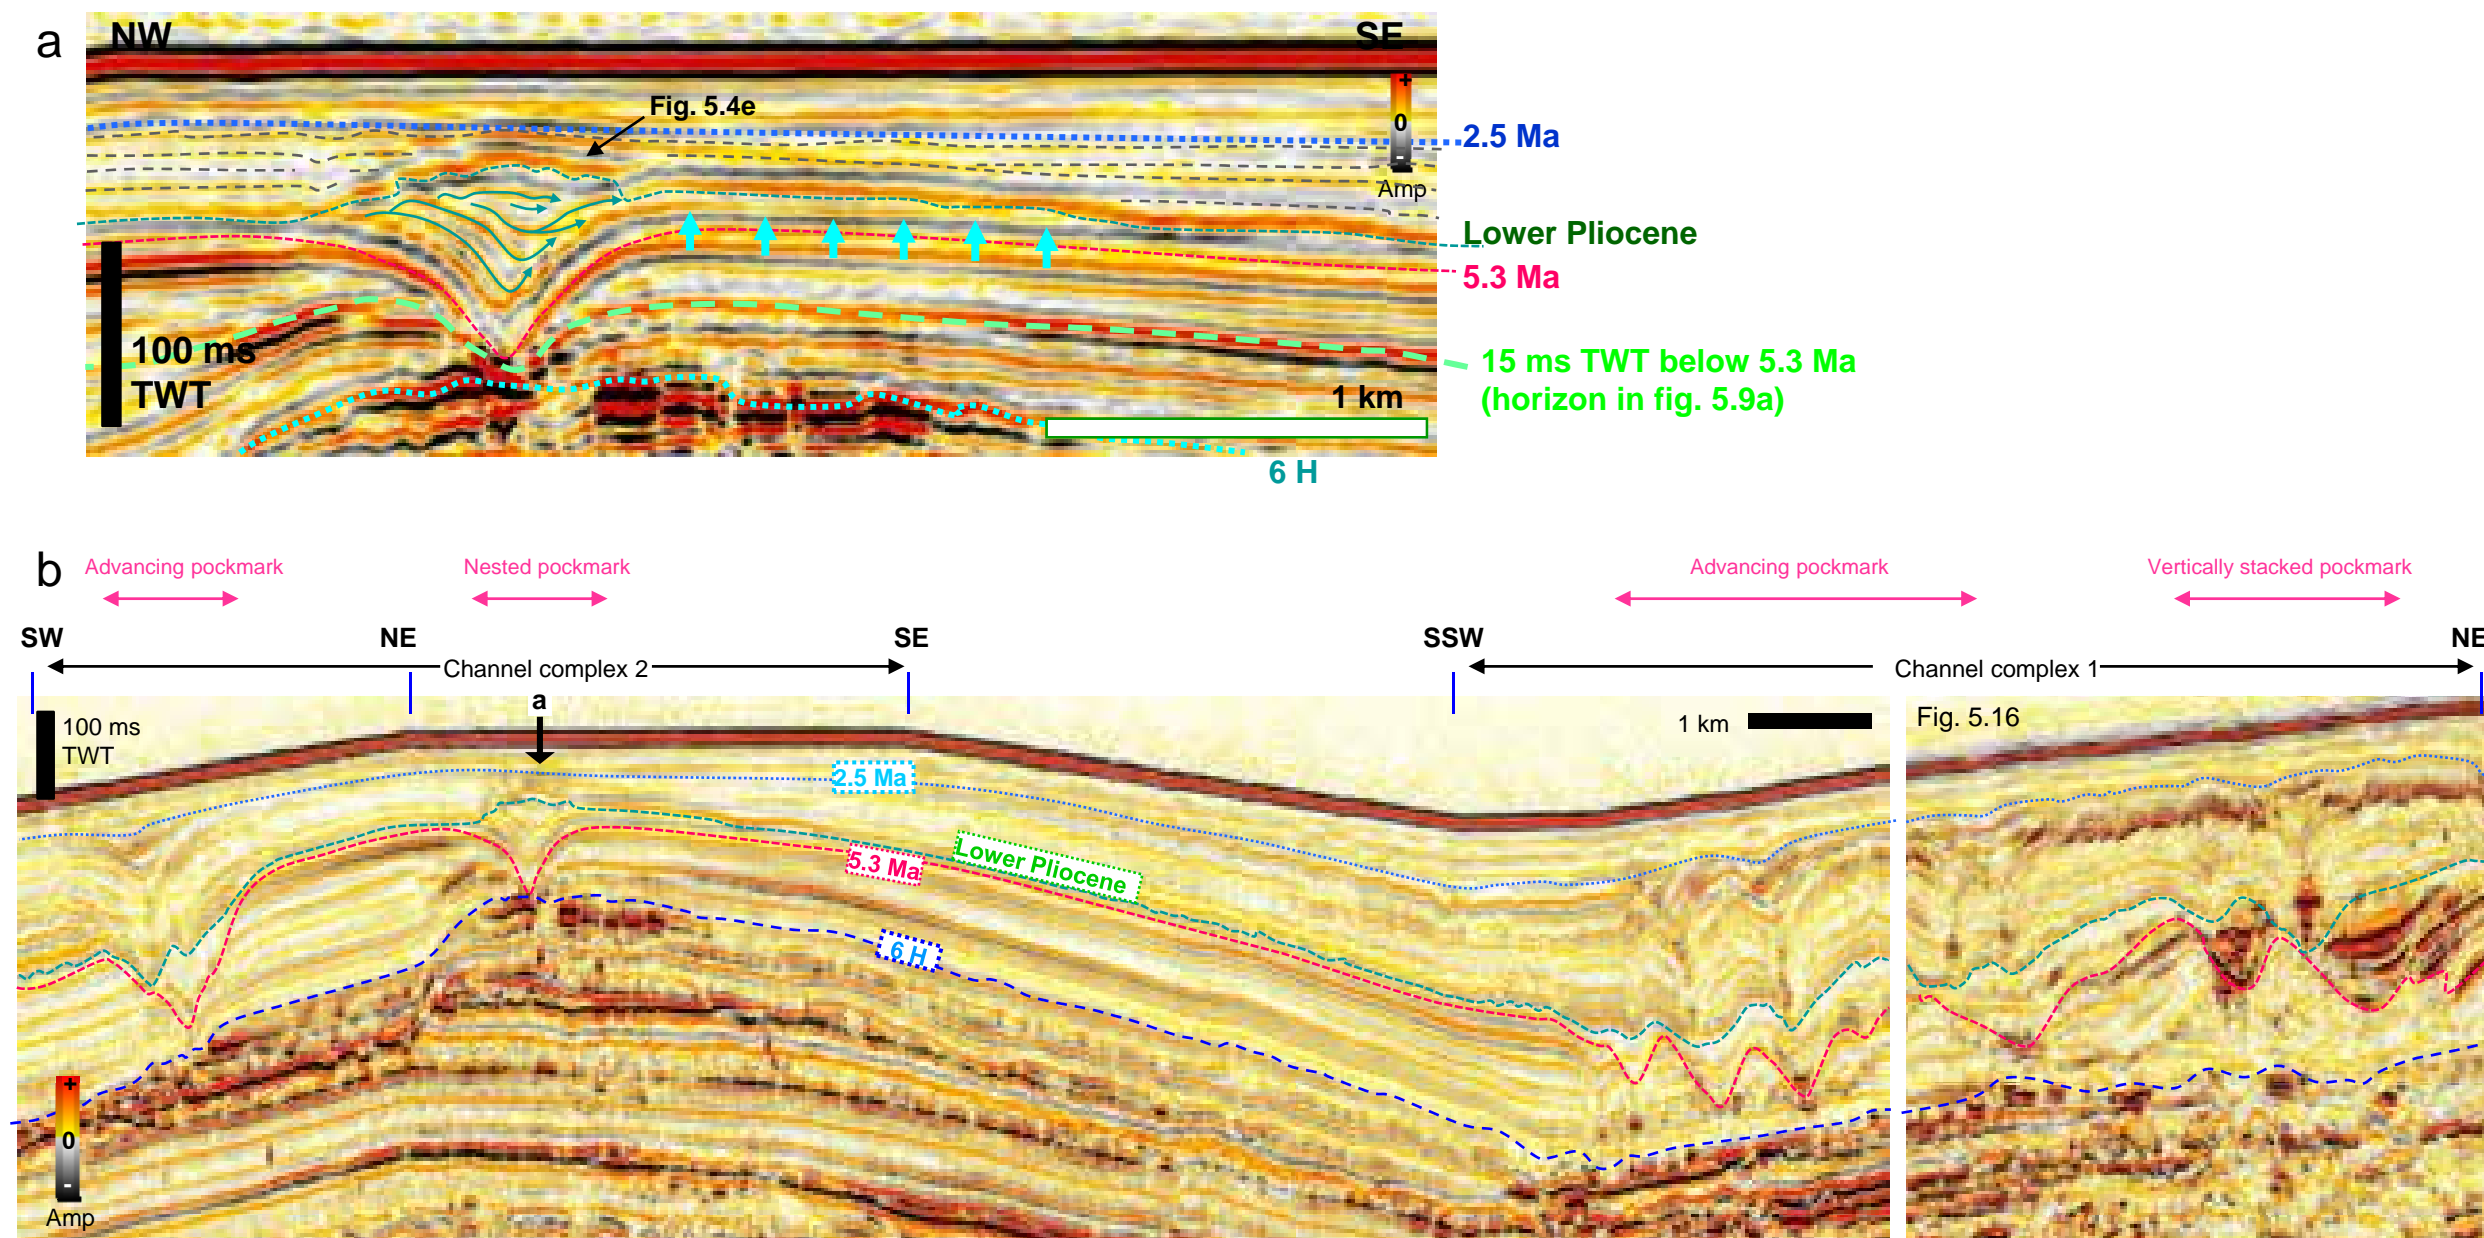 a
NW
SE
+
0
-
Amp
Fig. 5.4e
2.5 Ma
Lower Pliocene
5.3 Ma
100 ms
TWT
15 ms TWT below 5.3 Ma
(horizon in fig. 5.9a)
1 km
6 H
b
Advancing pockmark
Nested pockmark
Advancing pockmark
Vertically stacked pockmark
SW
NE
SE
SSW
NE
Channel complex 2
Channel complex 1
a
100 ms
TWT
1 km
Fig. 5.16
2.5 Ma
5.3 Ma
Lower Pliocene
6 H
+
0
-
Amp